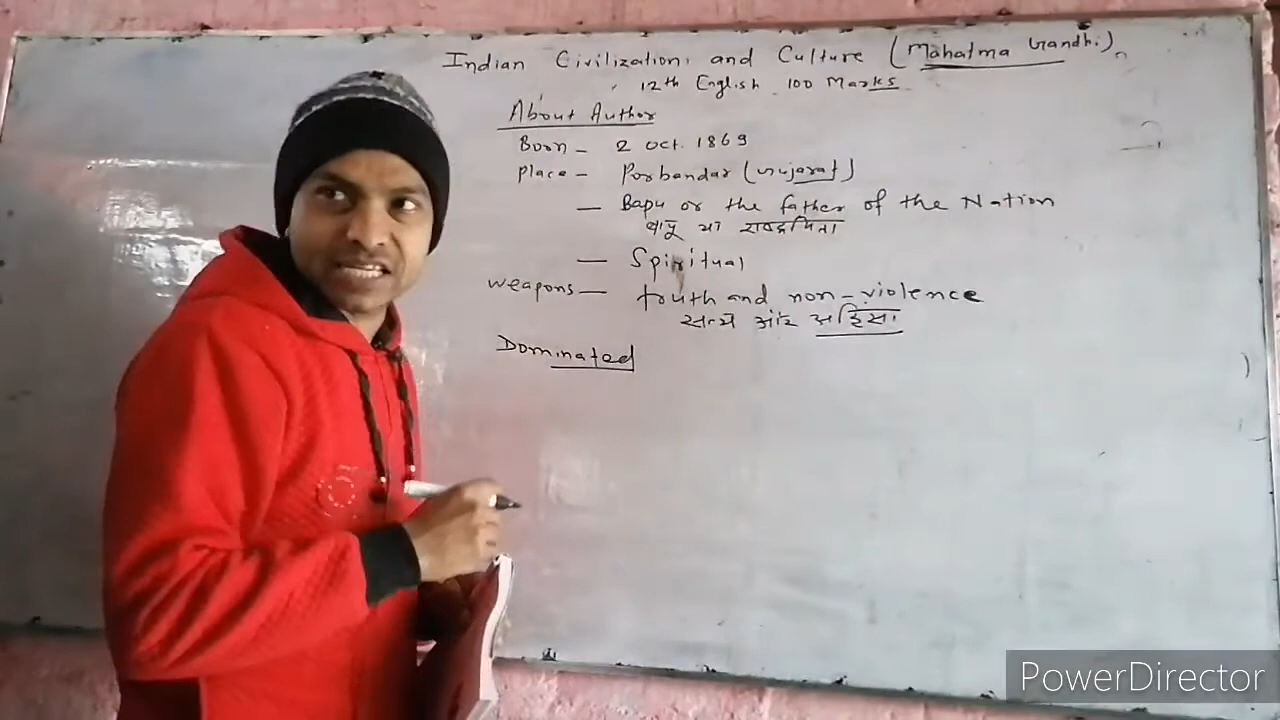 Indian Civilization and Culture (Mahatma Gandhi)
12th English 100 Marks
About Author
Born - 2 Oct. 1869
Place - Porbandar (Gujarat)
- Bapu or the father of the Nation
बापू या राष्ट्रपिता
- Spiritual
weapons - truth and non-violence
सत्य और अहिंसा
Dominated
PowerDirector